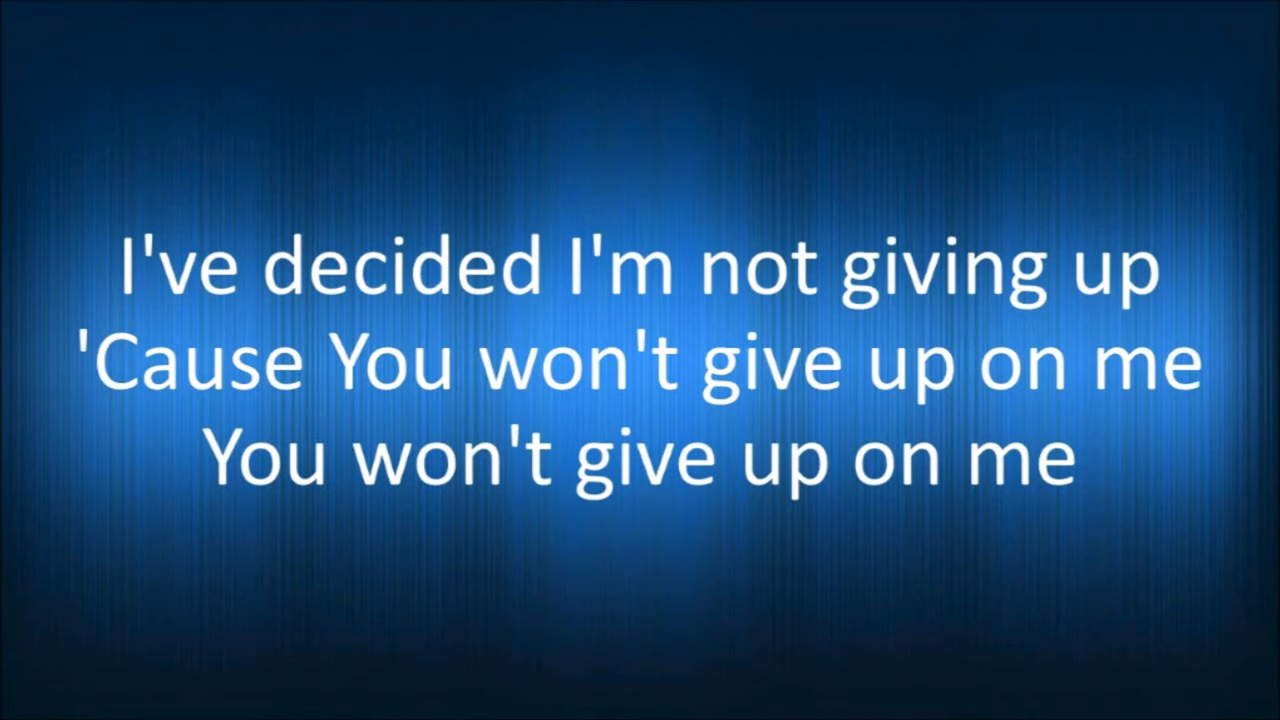 I've decided I'm not giving up
'Cause You won't give up on me
You won't give up on me